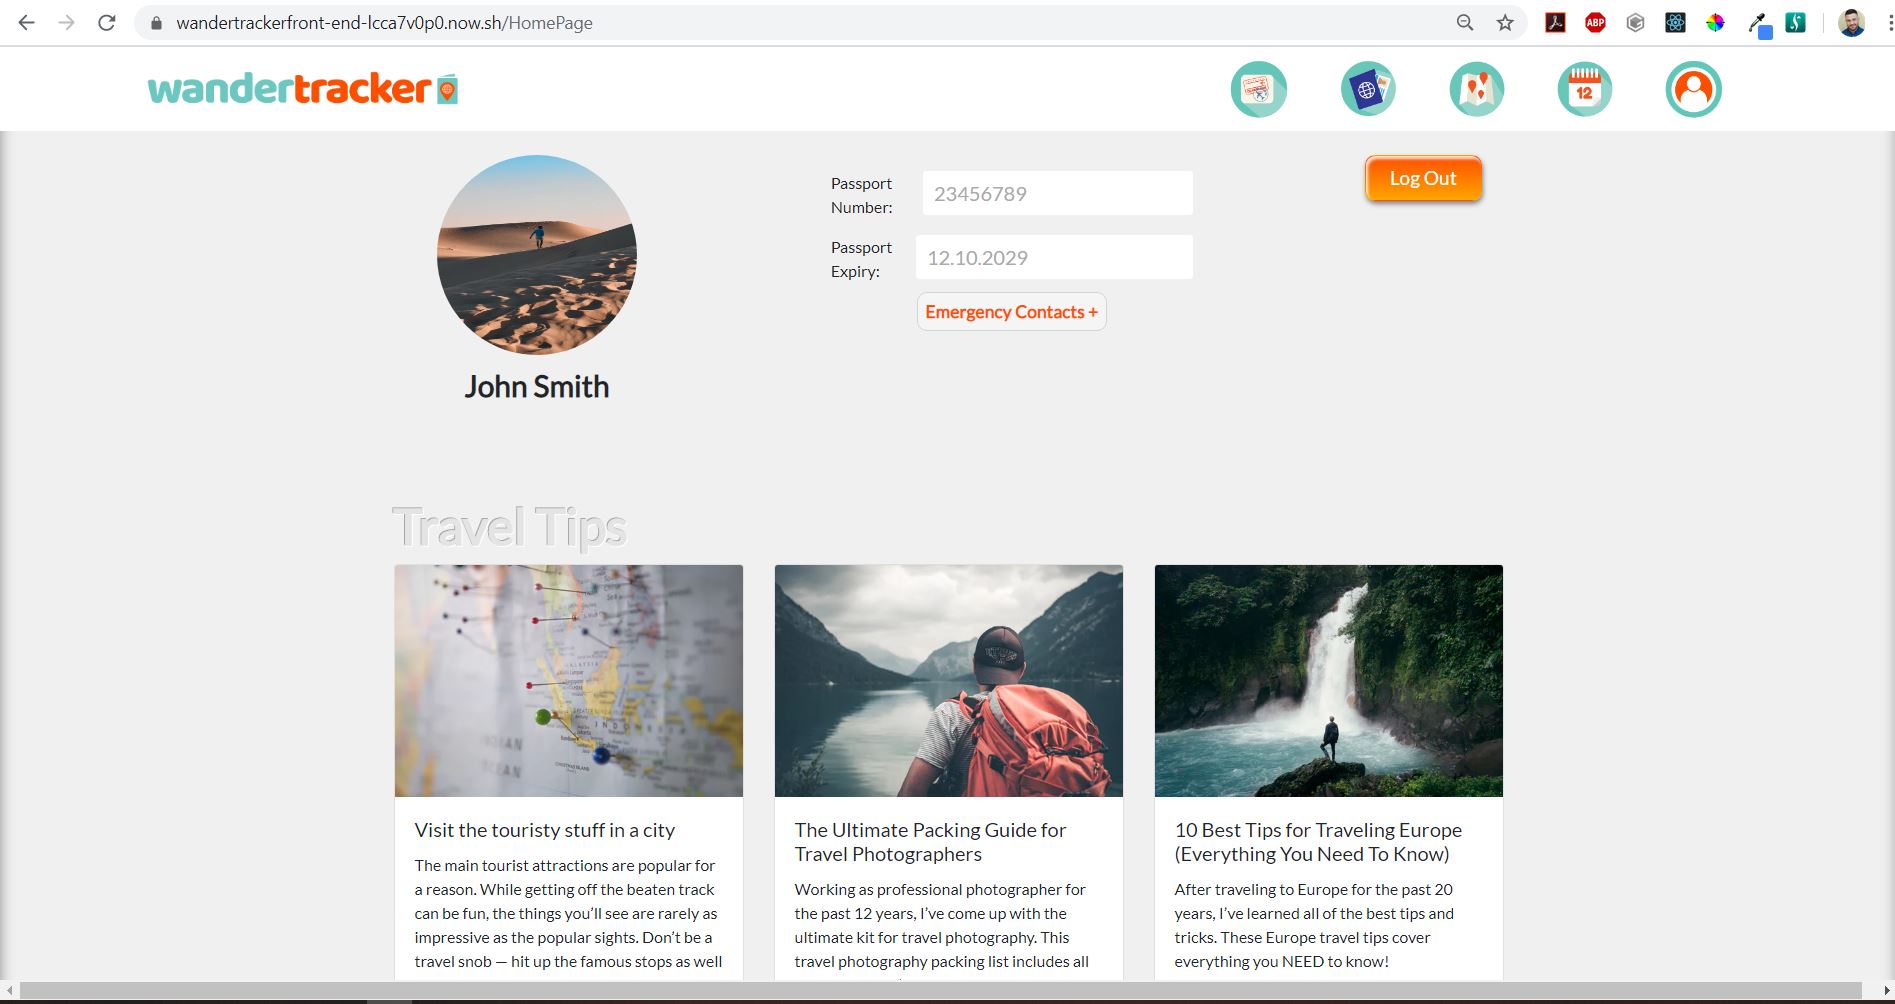 wandertrackerfront-end-lcca7v0p0.now.sh/HomePage
ABP
wandertracker
12
Passport
Number:
23456789
Log Out
Passport
Expiry:
12.10.2029
Emergency Contacts +
John Smith
Travel Tips
MALAYSIA
INDO
OCEAN
Visit the touristy stuff in a city
The main tourist attractions are popular for
a reason. While getting off the beaten track
can be fun, the things you’ll see are rarely as
impressive as the popular sights. Don’t be a
travel snob — hit up the famous stops as well
The Ultimate Packing Guide for
Travel Photographers
Working as professional photographer for
the past 12 years, I’ve come up with the
ultimate kit for travel photography. This
travel photography packing list includes all
10 Best Tips for Traveling Europe
(Everything You Need To Know)
After traveling to Europe for the past 20
years, I’ve learned all of the best tips and
tricks. These Europe travel tips cover
everything you NEED to know!